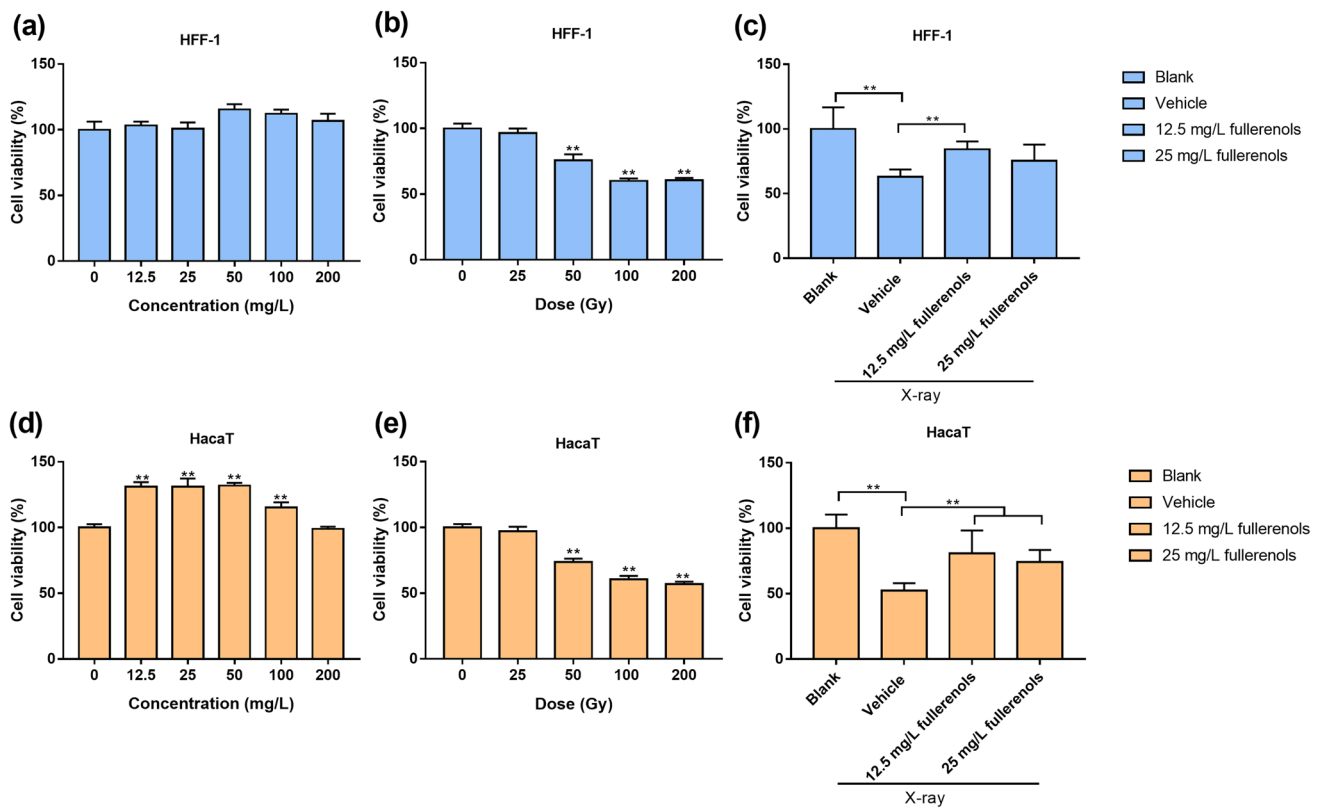 (a)
HFF-1
Cell viability (%)
150
100
50
0
0 12.5 25 50 100 200
Concentration (mg/L)
(b)
HFF-1
Cell viability (%)
150
100
50
0
** ** **
0 25 50 100 200
Dose (Gy)
(c)
HFF-1
Cell viability (%)
150
100
50
0
**
**
Blank
Vehicle
12.5 mg/L fullerenols
25 mg/L fullerenols
X-ray
Blank
Vehicle
12.5 mg/L fullerenols
25 mg/L fullerenols
(d)
HacaT
Cell viability (%)
150
100
50
0
** ** ** **
0 12.5 25 50 100 200
Concentration (mg/L)
(e)
HacaT
Cell viability (%)
150
100
50
0
** ** **
0 25 50 100 200
Dose (Gy)
(f)
HacaT
Cell viability (%)
150
100
50
0
**
**
Blank
Vehicle
12.5 mg/L fullerenols
25 mg/L fullerenols
X-ray
Blank
Vehicle
12.5 mg/L fullerenols
25 mg/L fullerenols